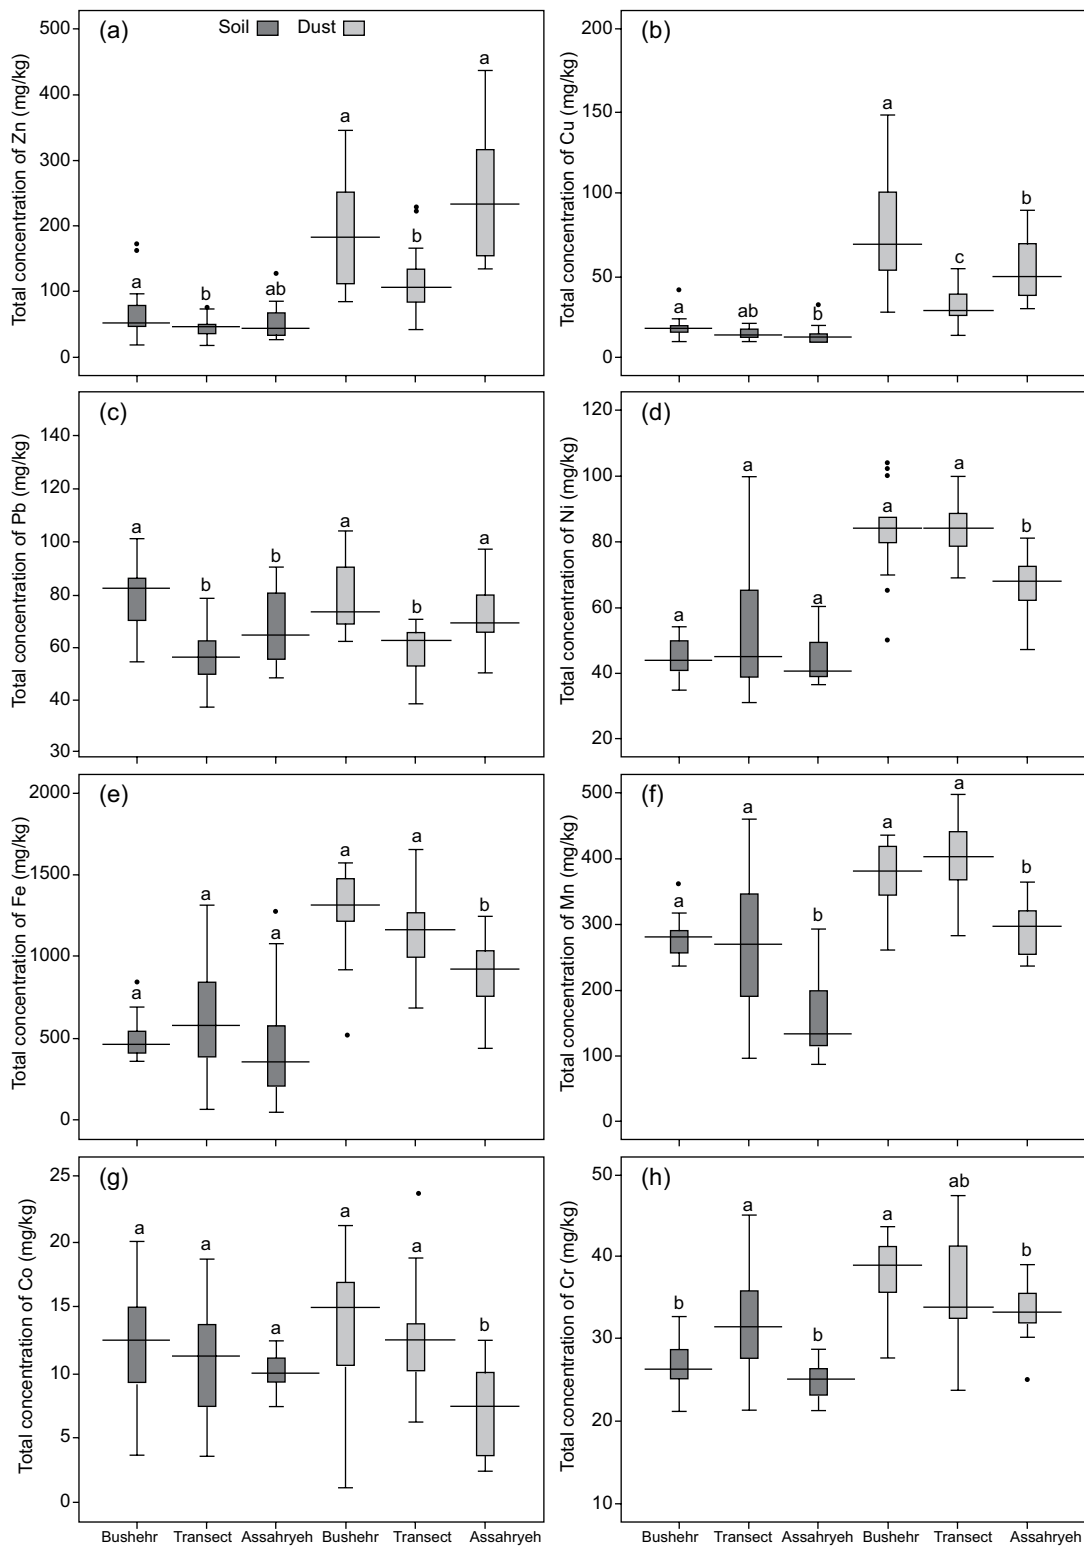 (a)
Soil Dust
Total concentration of Zn (mg/kg)
500
400
300
200
100
0
a
b
ab
a
b
a
(b)
Total concentration of Cu (mg/kg)
200
150
100
50
0
a
ab
b
a
c
b
(c)
Total concentration of Pb (mg/kg)
140
120
100
80
60
40
30
a
b
b
a
b
a
(d)
Total concentration of Ni (mg/kg)
120
100
80
60
40
20
a
a
a
a
a
b
(e)
Total concentration of Fe (mg/kg)
2000
1500
1000
500
0
a
a
a
a
a
b
(f)
Total concentration of Mn (mg/kg)
500
400
300
200
100
0
a
a
b
a
a
b
(g)
Total concentration of Co (mg/kg)
25
20
15
10
5
0
a
a
a
a
a
b
Bushehr Transect Assahryeh Bushehr Transect Assahryeh
(h)
Total concentration of Cr (mg/kg)
50
40
30
20
10
b
a
b
a
ab
b
Bushehr Transect Assahryeh Bushehr Transect Assahryeh